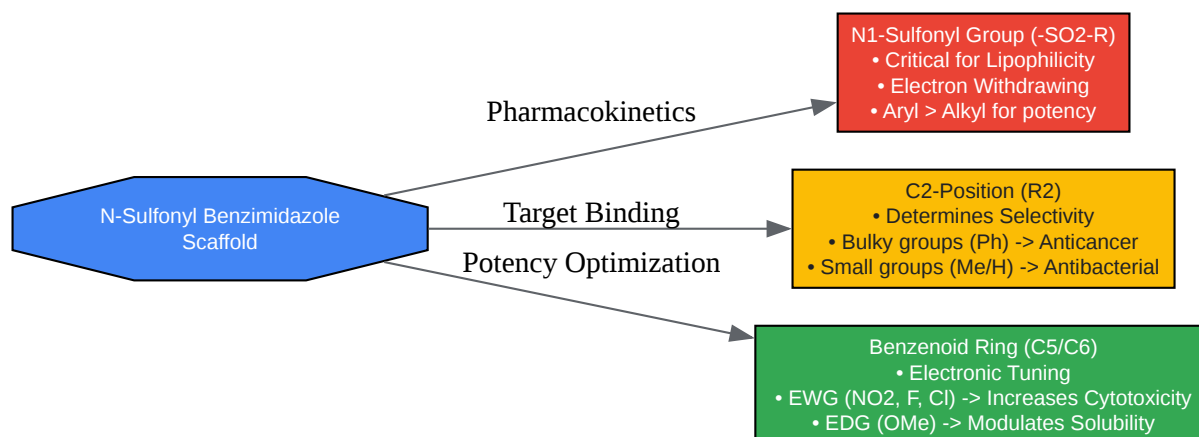 N-Sulfonyl Benzimidazole
Scaffold
Pharmacokinetics
Target Binding
Potency Optimization
N1-Sulfonyl Group (-SO2-R)
• Critical for Lipophilicity
• Electron Withdrawing
• Aryl > Alkyl for potency
C2-Position (R2)
• Determines Selectivity
• Bulky groups (Ph) -> Anticancer
• Small groups (Me/H) -> Antibacterial
Benzenoid Ring (C5/C6)
• Electronic Tuning
• EWG (NO2, F, Cl) -> Increases Cytotoxicity
• EDG (OMe) -> Modulates Solubility